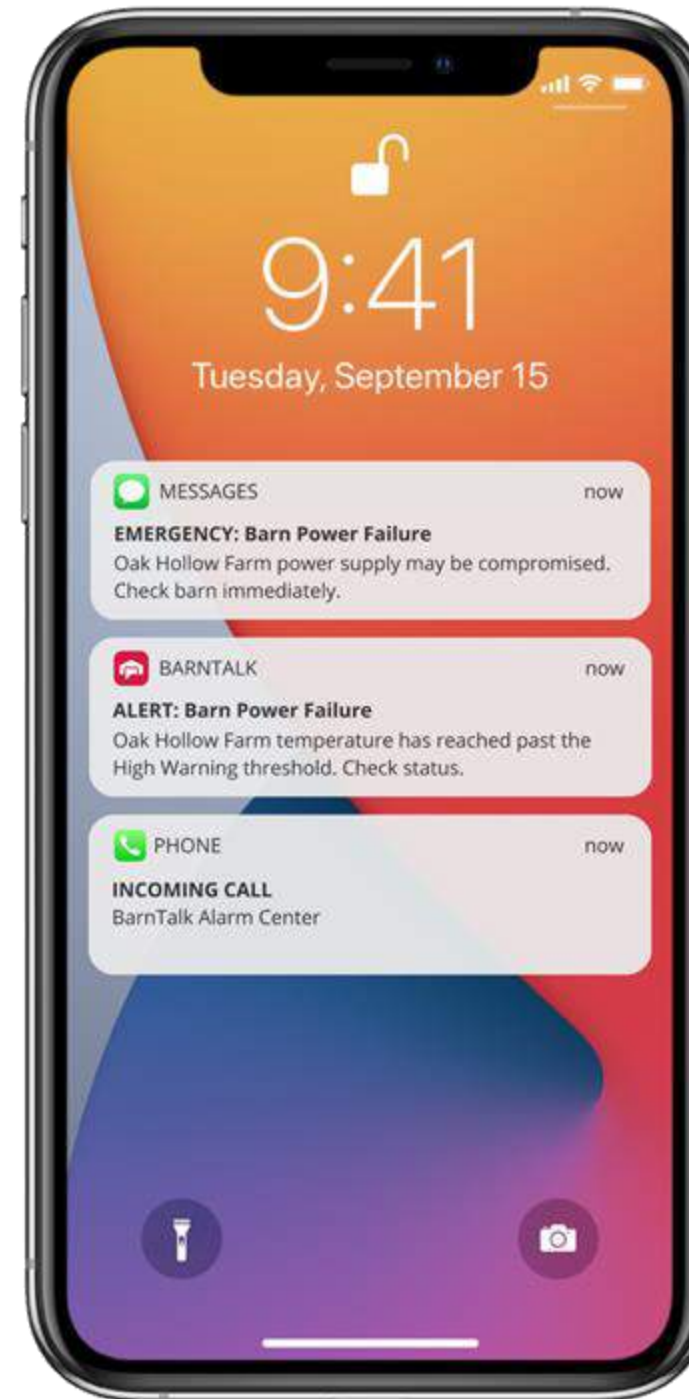 9:41
Tuesday, September 15
MESSAGES now
EMERGENCY: Barn Power Failure
Oak Hollow Farm power supply may be compromised.
Check barn immediately.
BARNTALK now
ALERT: Barn Power Failure
Oak Hollow Farm temperature has reached past the
High Warning threshold. Check status.
PHONE now
INCOMING CALL
BarnTalk Alarm Center